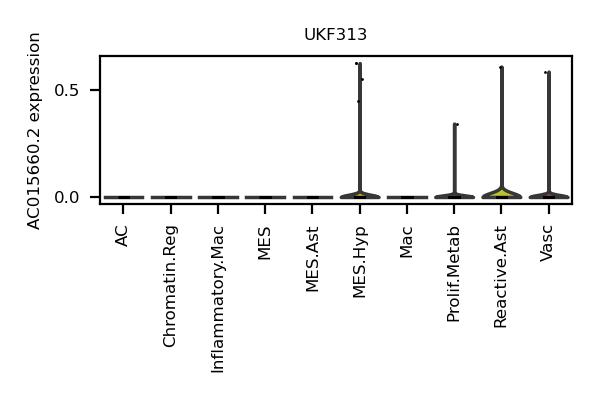 UKF313
AC015660.2 expression
0.5
0.0
AC
Chromatin.Reg
Inflammatory.Mac
MES
MES.Ast
MES.Hyp
Mac
Prolif.Metab
Reactive.Ast
Vasc